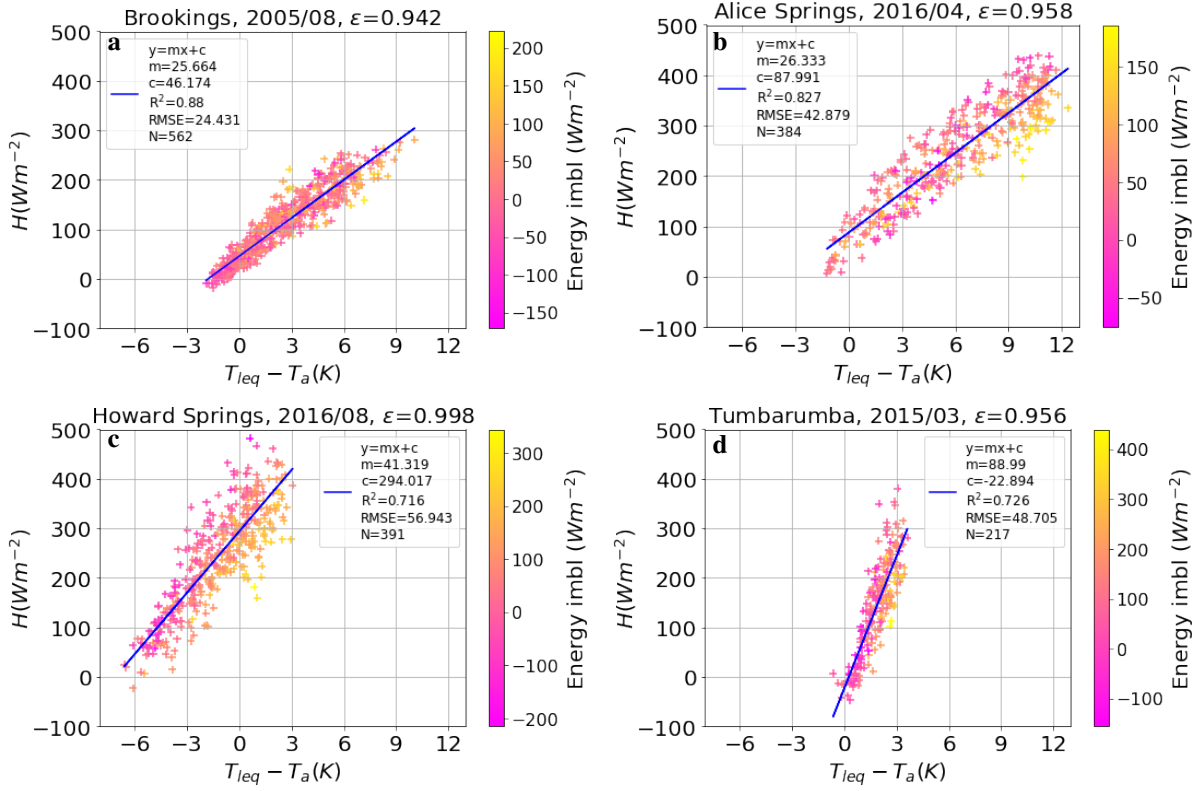 Brookings, 2005/08, ε=0.942
a
y=mx+c
m=25.664
c=46.174
R²=0.88
RMSE=24.431
N=562
500
400
300
200
100
0
−100
H(Wm⁻²)
−6 −3 0 3 6 9 12
T_leq − T_a(K)
200
150
100
50
0
−50
−100
−150
Energy imbl (Wm⁻²)
Alice Springs, 2016/04, ε=0.958
b
y=mx+c
m=26.333
c=87.991
R²=0.827
RMSE=42.879
N=384
500
400
300
200
100
0
−100
H(Wm⁻²)
−6 −3 0 3 6 9 12
T_leq − T_a(K)
150
100
50
0
−50
Energy imbl (Wm⁻²)
Howard Springs, 2016/08, ε=0.998
c
y=mx+c
m=41.319
c=294.017
R²=0.716
RMSE=56.943
N=391
500
400
300
200
100
0
−100
H(Wm⁻²)
−6 −3 0 3 6 9 12
T_leq − T_a(K)
300
200
100
0
−100
−200
Energy imbl (Wm⁻²)
Tumbarumba, 2015/03, ε=0.956
d
y=mx+c
m=88.99
c=-22.894
R²=0.726
RMSE=48.705
N=217
500
400
300
200
100
0
−100
H(Wm⁻²)
−6 −3 0 3 6 9 12
T_leq − T_a(K)
400
300
200
100
0
−100
Energy imbl (Wm⁻²)